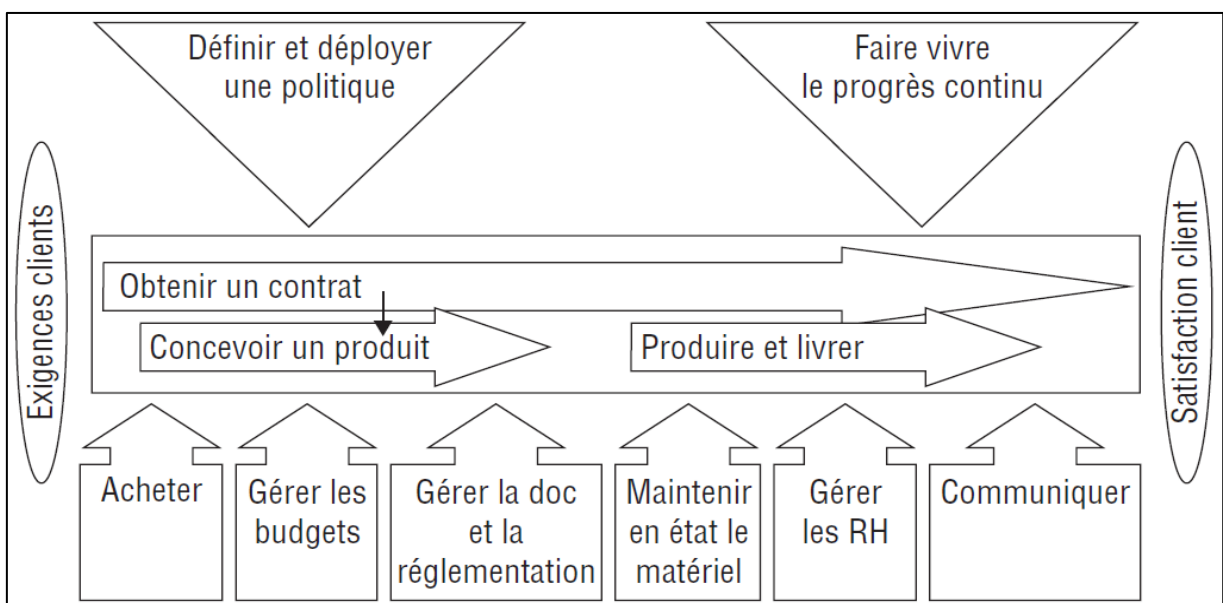 Définir et déployer
une politique
Faire vivre
le progrès continu
Exigences clients
Obtenir un contrat
Concevoir un produit
Produire et livrer
Satisfaction client
Acheter
Gérer les
budgets
Gérer la doc
et la
réglementation
Maintenir
en état le
matériel
Gérer
les RH
Communiquer